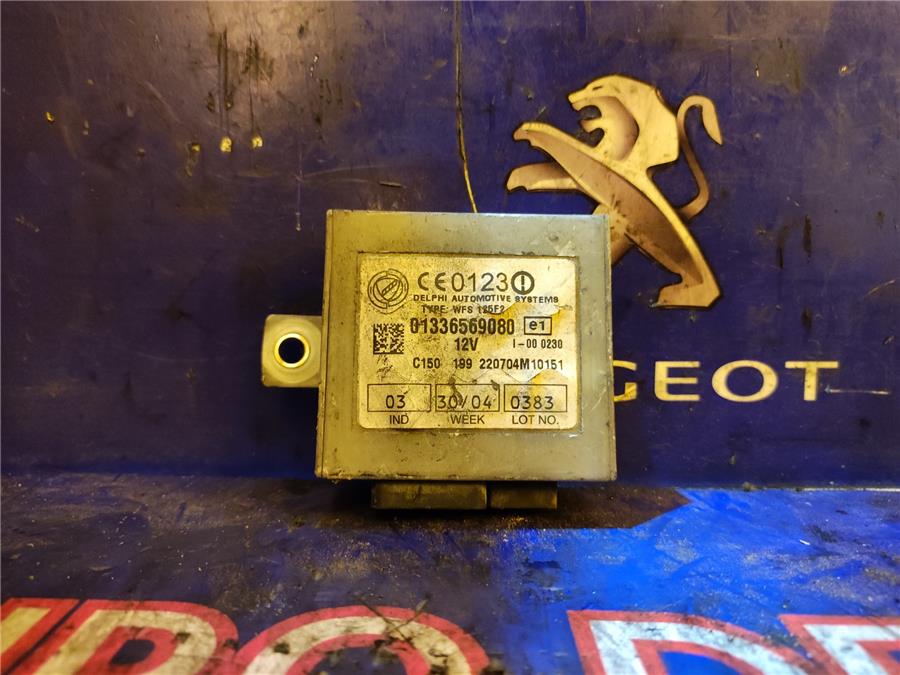 CE0123
DELPHI AUTOMOTIVE SYSTEMS
TYPE: WFS 125F2
01336569080 e1
12V I-00 0230
C150 199 220704M10151
03 30/04 0383
IND WEEK LOT NO.
GEOT